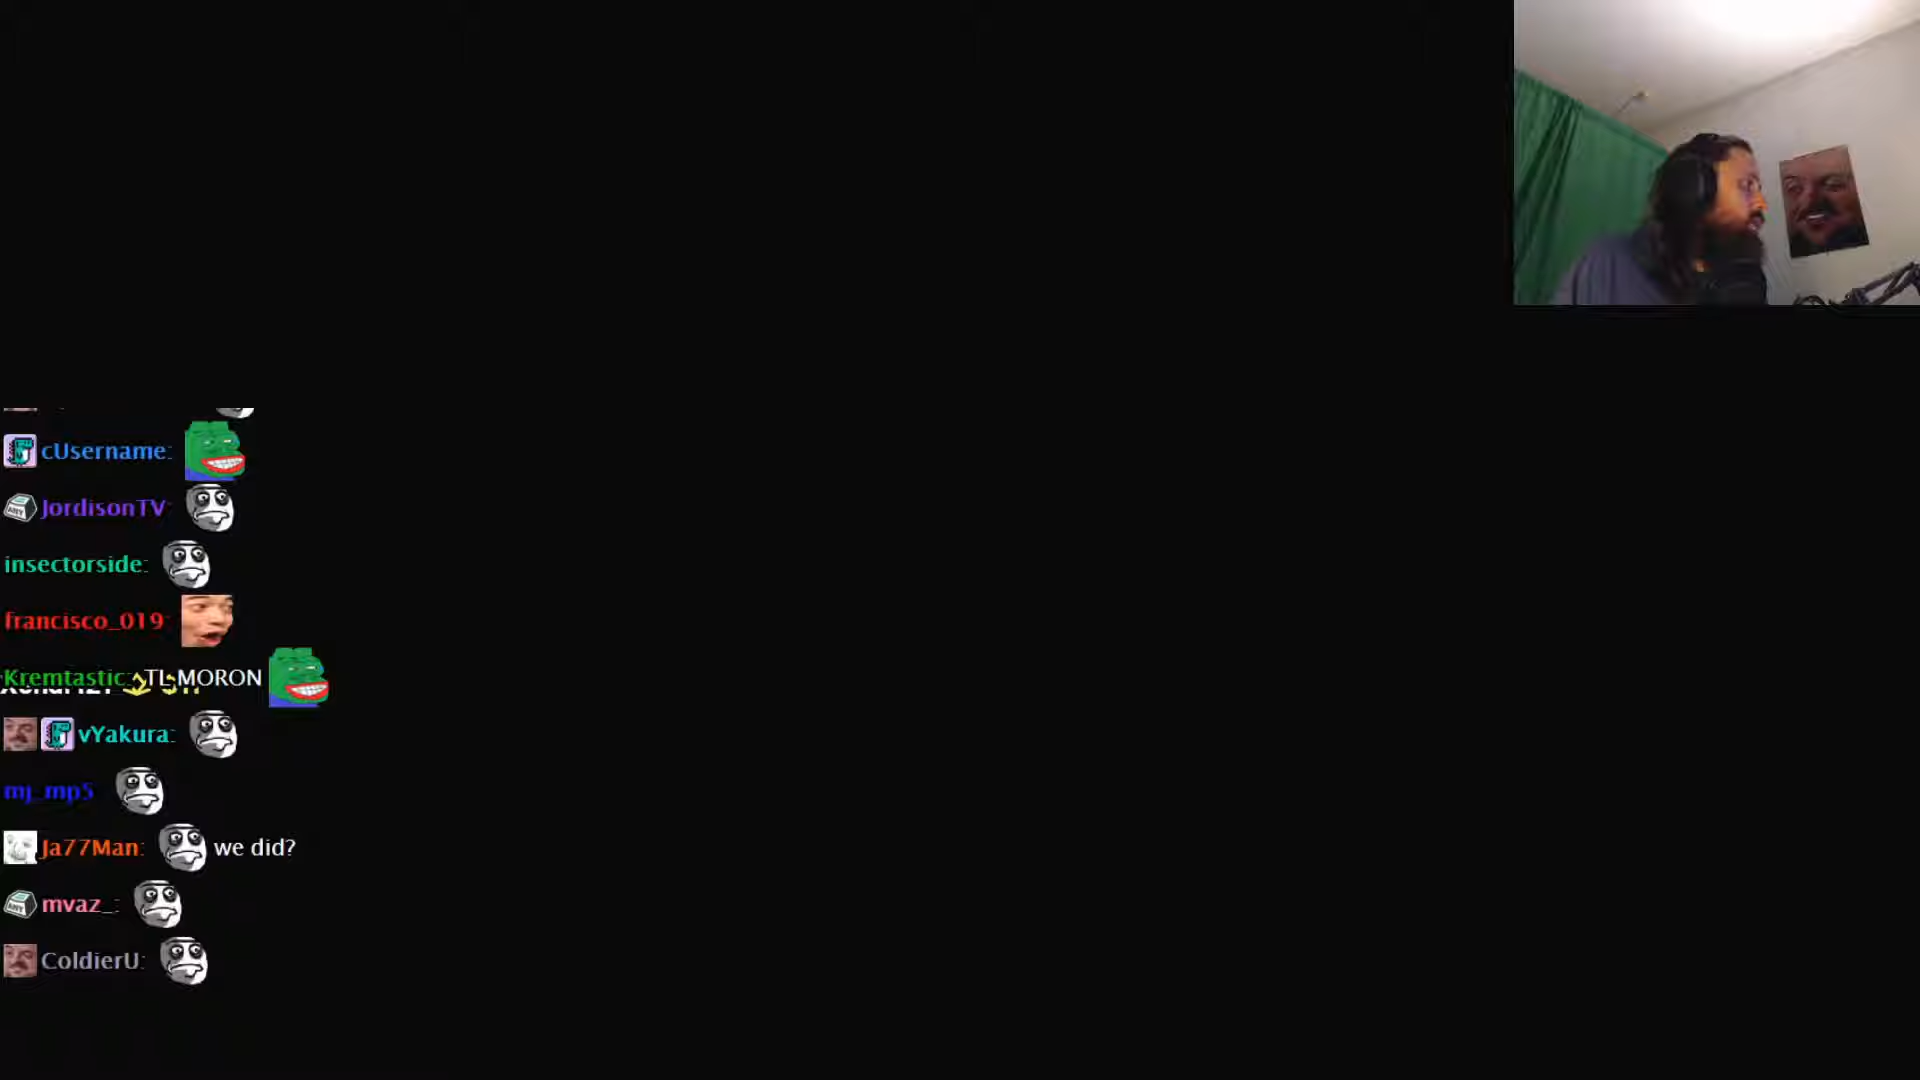 cUsername:
JordisonTV:
insectorside:
francisco_019:
Kremtastic: TL MORON
vYakura:
mj_mp5
Ja77Man: we did?
mvaz_:
ColdierU: